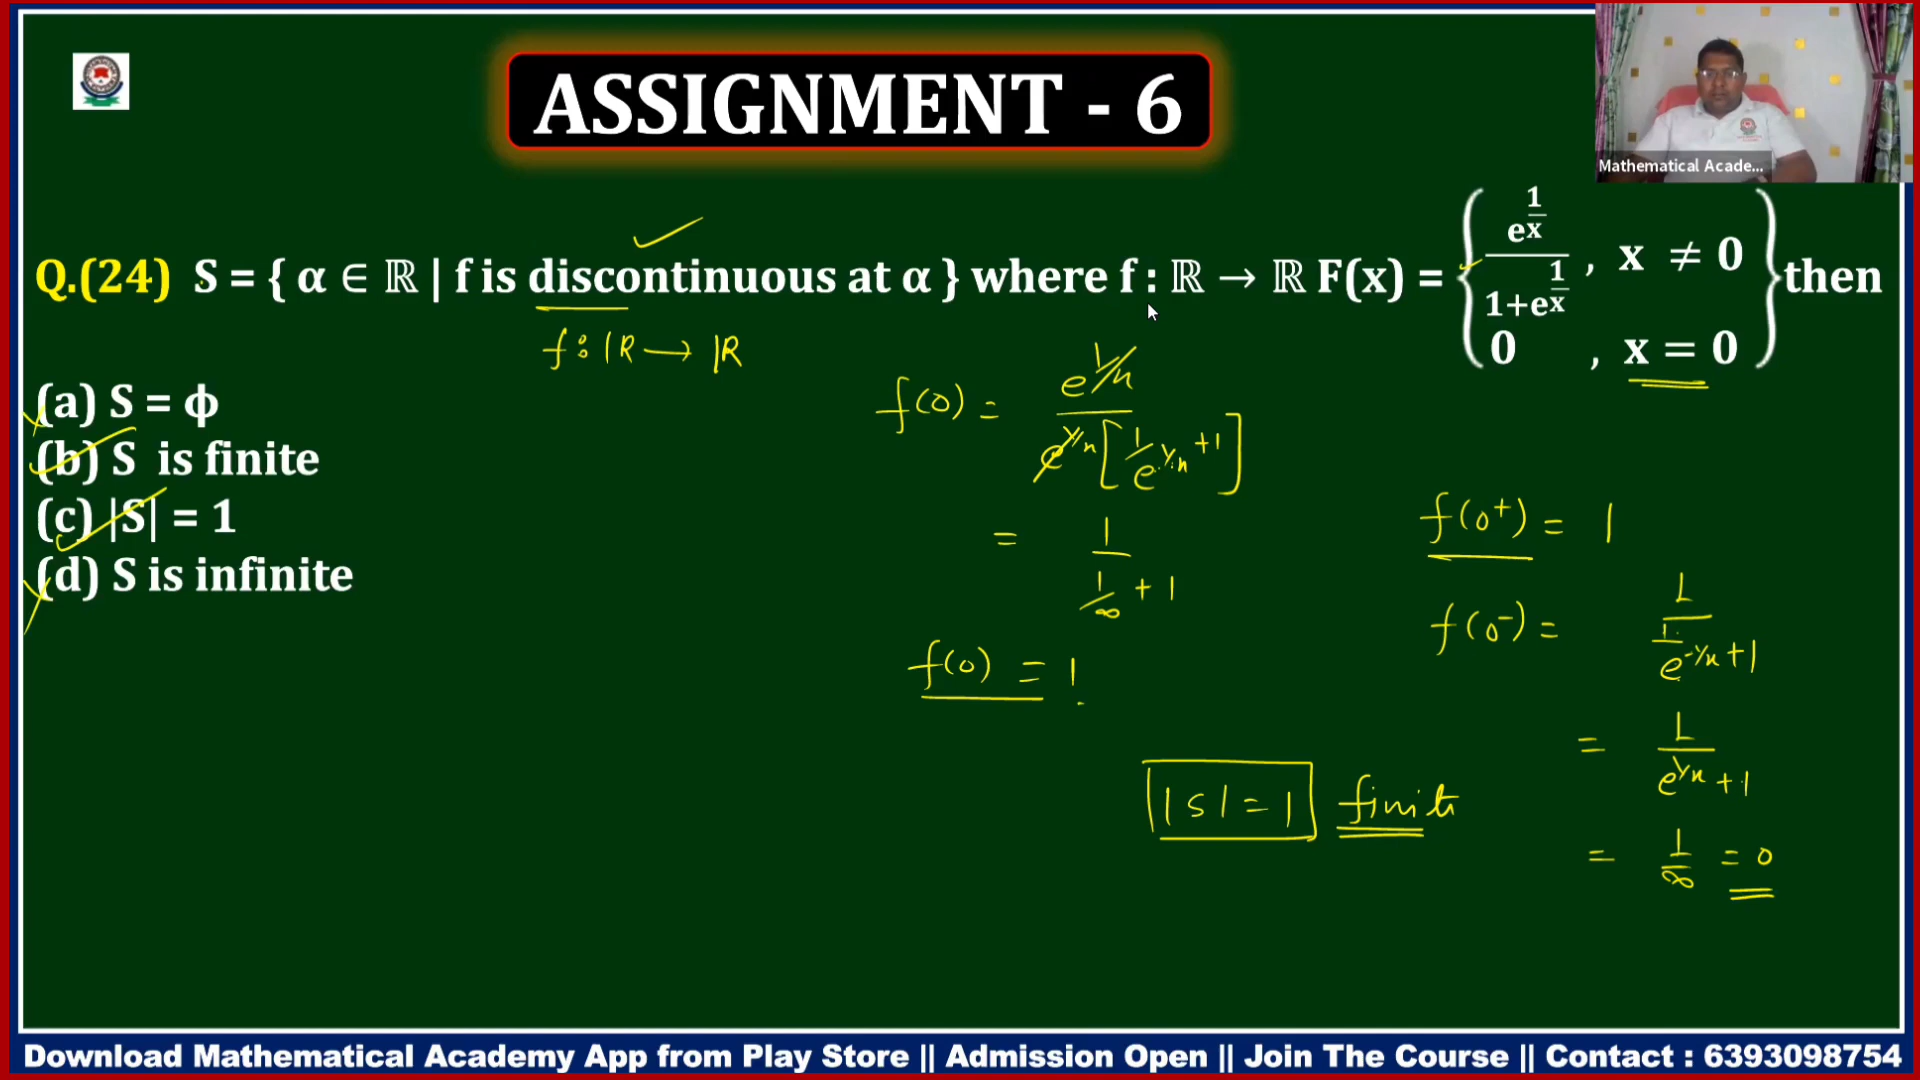 ASSIGNMENT - 6
Mathematical Acade...
Q.(24) S = { α ∈ ℝ | f is discontinuous at α } where f : ℝ → ℝ F(x) = { e^(1/x) / 1+e^(1/x) , x ≠ 0 } then
0 , x = 0
f : ℝ → ℝ
(a) S = ϕ
(b) S is finite
(c) |S| = 1
(d) S is infinite
f(0) = e^(1/x) / e^(1/x) [ 1/e^(1/x) +1 ]
= 1 / (1/∞ + 1)
f(0) = 1
f(0⁺) = 1
f(0⁻) = 1 / (1/e^(-1/x) + 1)
= 1 / (e^(1/x) + 1)
= 1/∞ = 0
|S| = 1 finite
Download Mathematical Academy App from Play Store || Admission Open || Join The Course || Contact : 6393098754